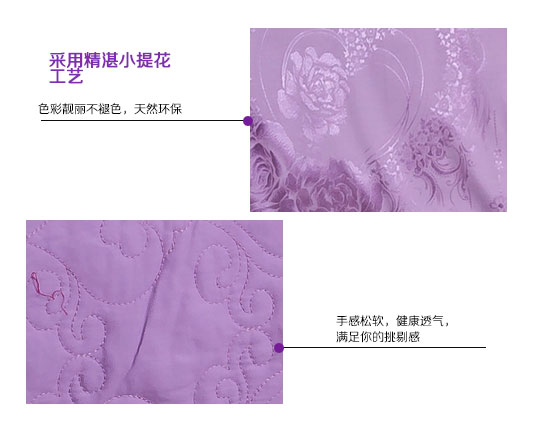 采用精湛小提花
工艺
色彩靓丽不褪色，天然环保
手感松软，健康透气，
满足你的挑剔感